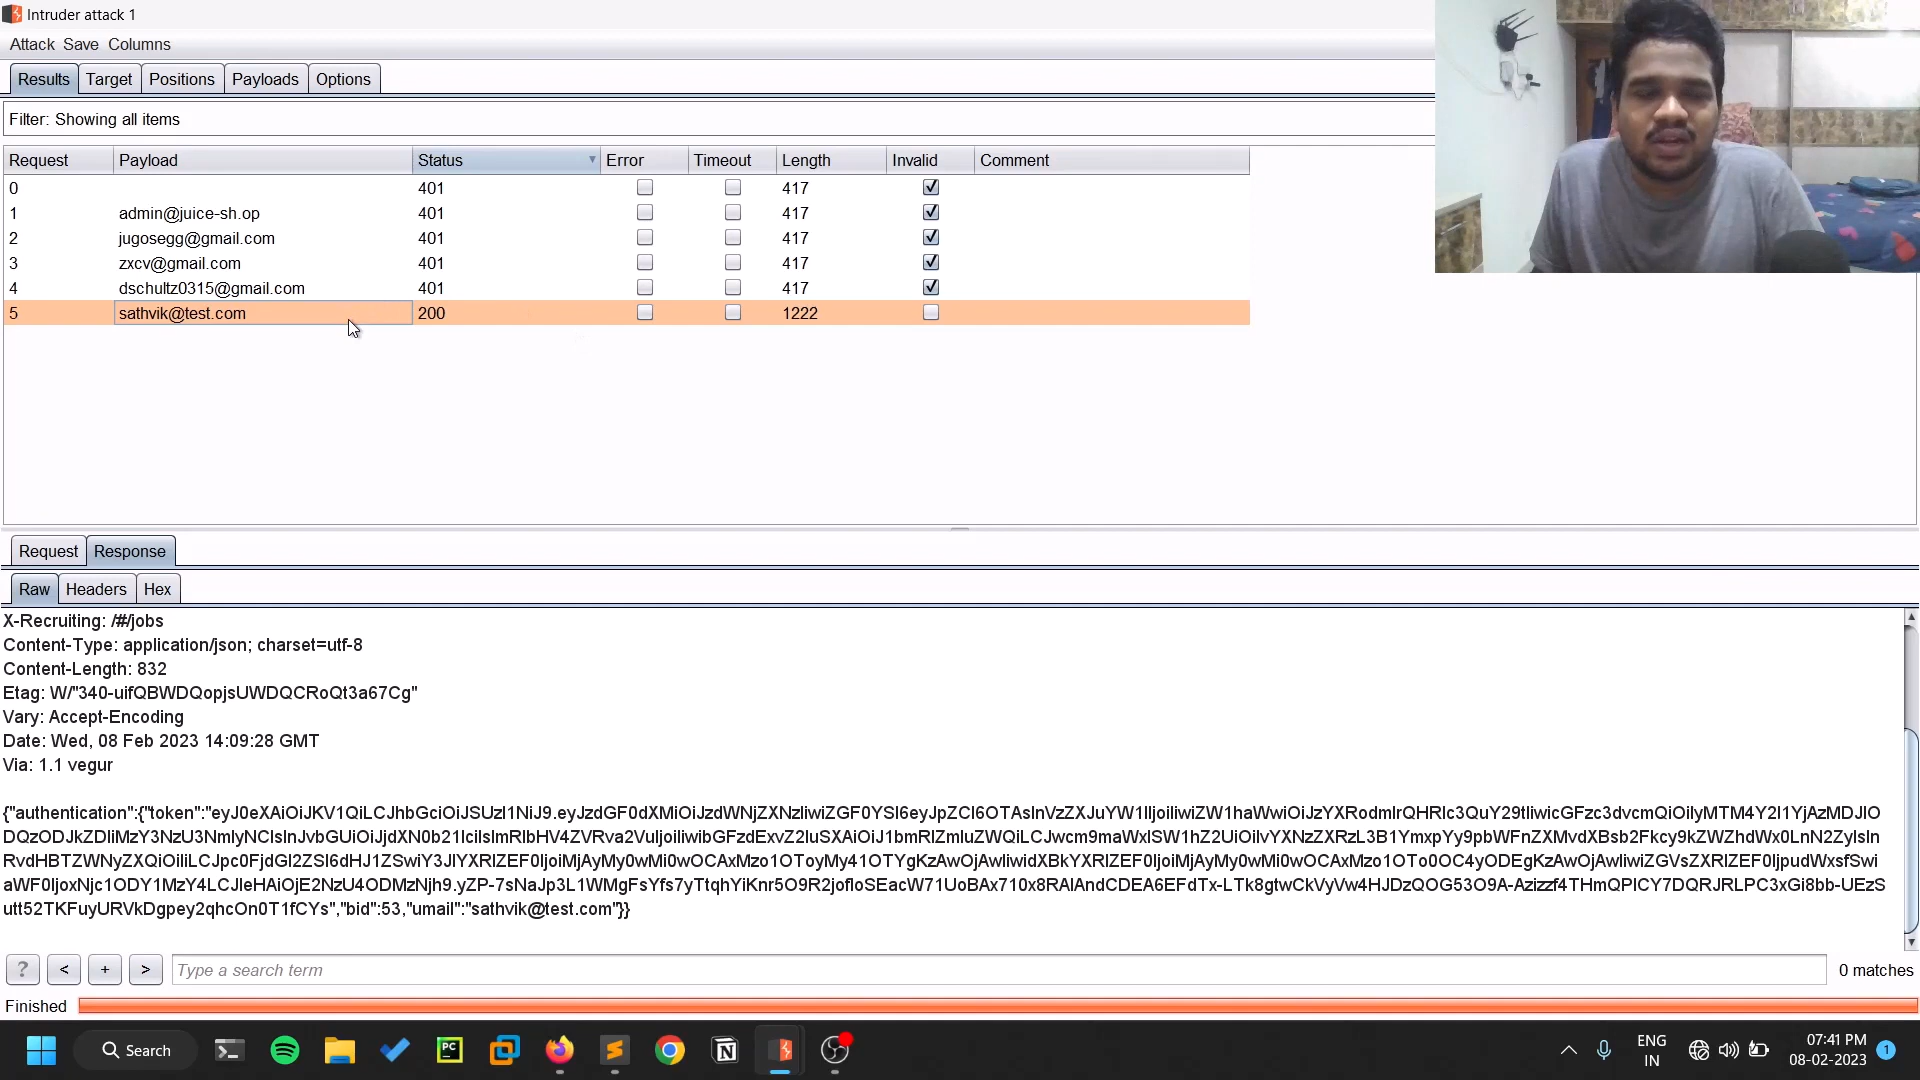 Intruder attack 1
Attack Save Columns
Results Target Positions Payloads Options
Filter: Showing all items
Request Payload Status Error Timeout Length Invalid Comment
0 401 417
1 admin@juice-sh.op 401 417
2 jugosegg@gmail.com 401 417
3 zxcv@gmail.com 401 417
4 dschultz0315@gmail.com 401 417
5 sathvik@test.com 200 1222
Request Response
Raw Headers Hex
X-Recruiting: /#/jobs
Content-Type: application/json; charset=utf-8
Content-Length: 832
Etag: W/"340-uifQBWDQopjsUWDQCRoQt3a67Cg"
Vary: Accept-Encoding
Date: Wed, 08 Feb 2023 14:09:28 GMT
Via: 1.1 vegur
{"authentication":{"token":"
","bid":53,"umail":"sathvik@test.com"}}
? < + > Type a search term 0 matches
Finished
Search
PC
ENG
IN
07:41 PM
08-02-2023
1